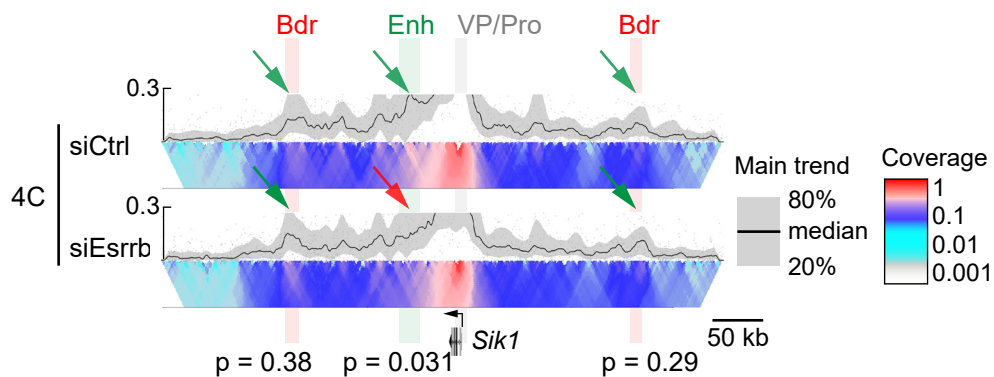 Bdr Enh VP/Pro Bdr
0.3
siCtrl
4C
0.3
siEsrrb
Main trend
80%
median
20%
Coverage
1
0.1
0.01
0.001
50 kb
Sik1
p = 0.38 p = 0.031 p = 0.29